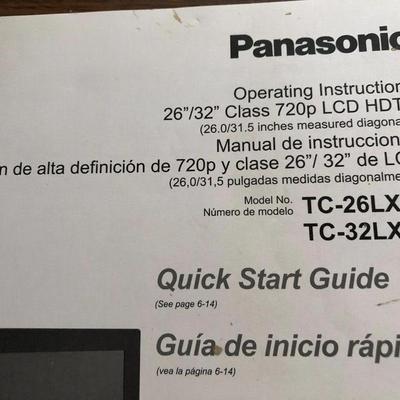 Panasonic
Operating Instruction
26"/32" Class 720p LCD HDT
(26.0/31.5 inches measured diagona
Manual de instruccion
n de alta definición de 720p y clase 26"/ 32" de LC
(26,0/31,5 pulgadas medidas diagonalme
Model No. TC-26LX
Número de modelo
TC-32LX
Quick Start Guide
(See page 6-14)
Guía de inicio rápi
(vea la página 6-14)